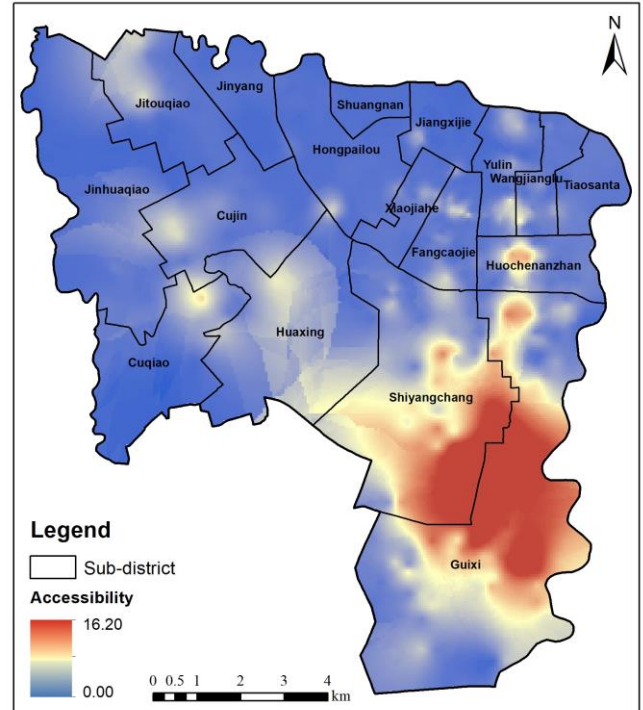 N
Jinyang
Jitouqiao
Shuangnan
Jiangxijie
Hongpailou
Yulin
Wangjianglu
Tiaosanta
Jinhuaqiao
Cujin
Xiaojiahe
Fangcaojie
Huochenanzhan
Huaxing
Cuqiao
Shiyangchang
Guixi
Legend
Sub-district
Accessibility
16.20
0.00
0 0.5 1 2 3 4
km